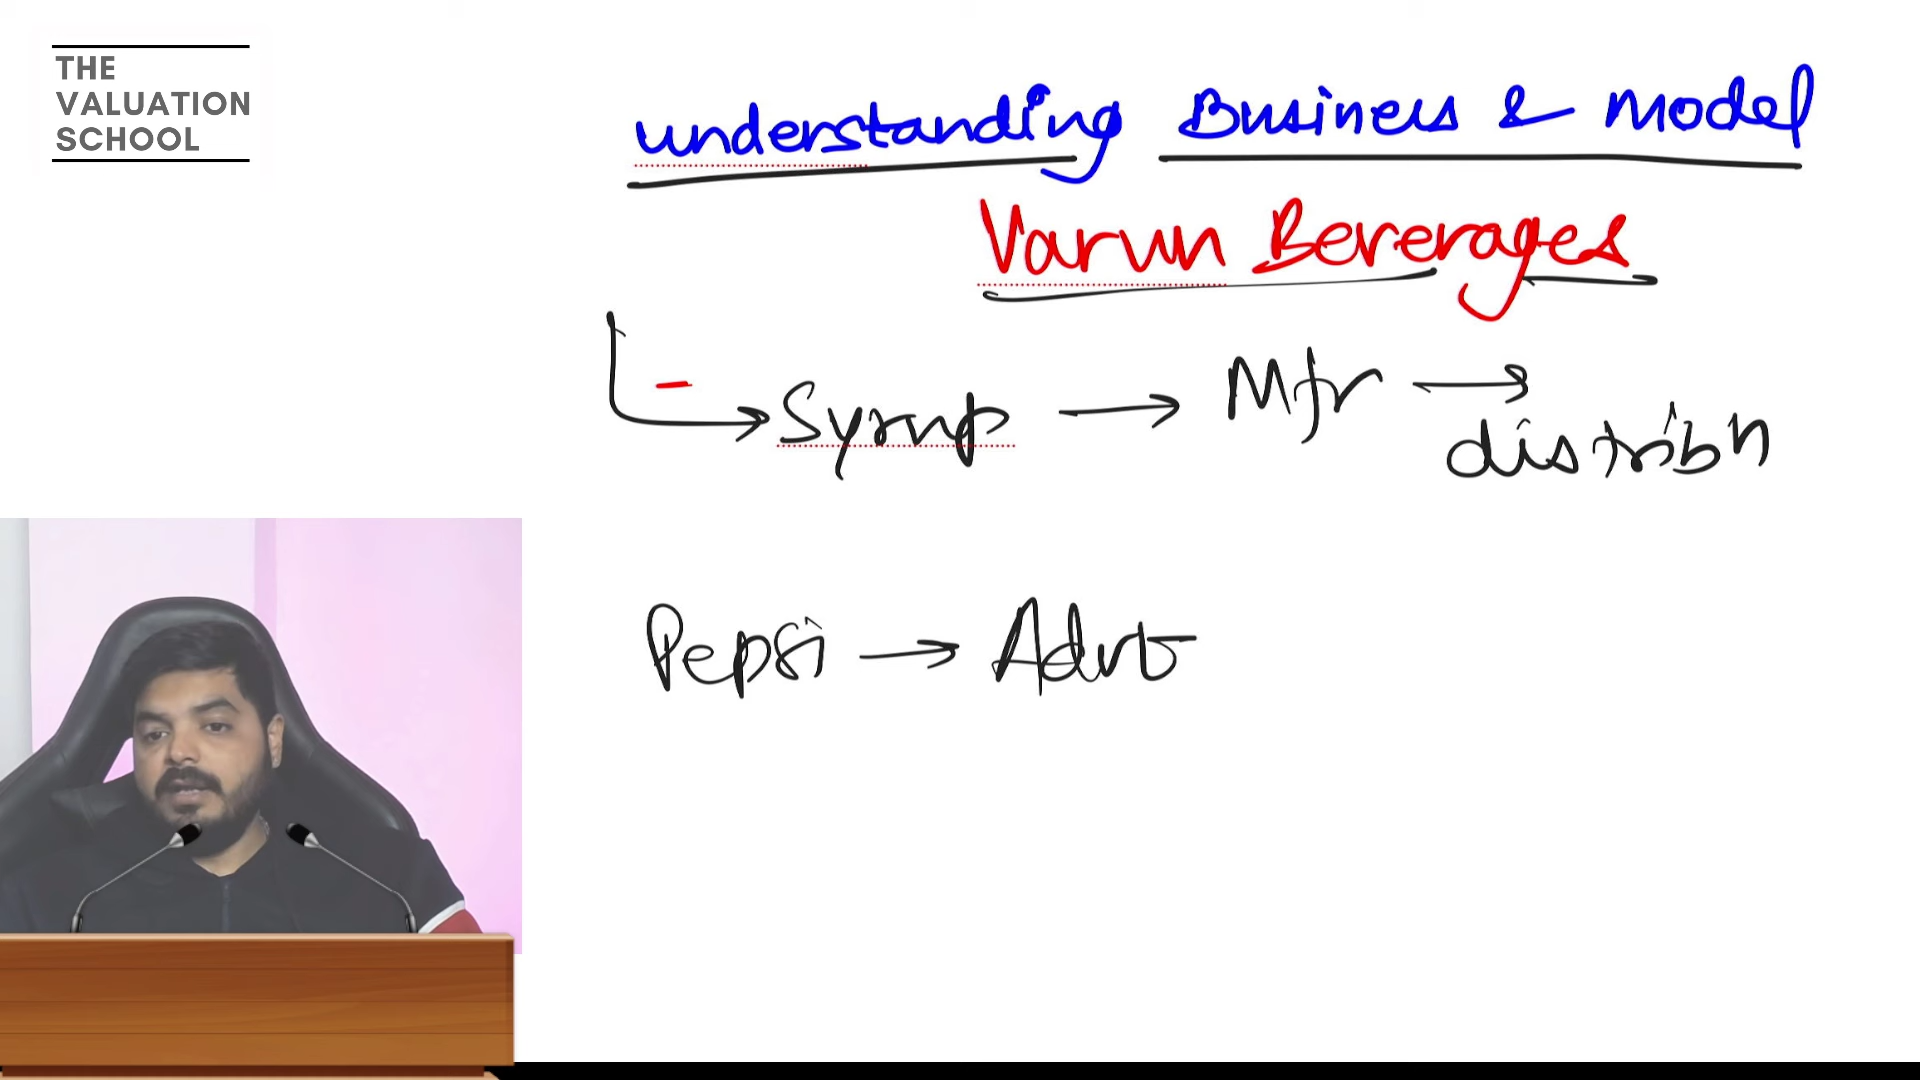 THE
VALUATION
SCHOOL
understanding Business & Model
Varun Beverages
Syrup → Mfr →
distribn
Pepsi → Advt